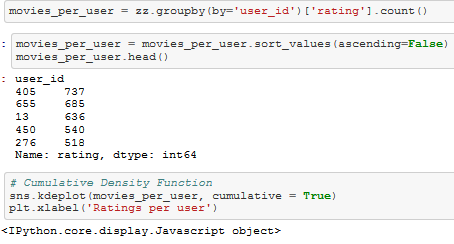 movies_per_user = zz.groupby(by='user_id')['rating'].count()
: movies_per_user = movies_per_user.sort_values(ascending=False)
movies_per_user.head()
: user_id
405    737
655    685
13     636
450    540
276    518
Name: rating, dtype: int64
# Cumulative Density Function
sns.kdeplot(movies_per_user, cumulative = True)
plt.xlabel('Ratings per user')
<IPython.core.display.Javascript object>